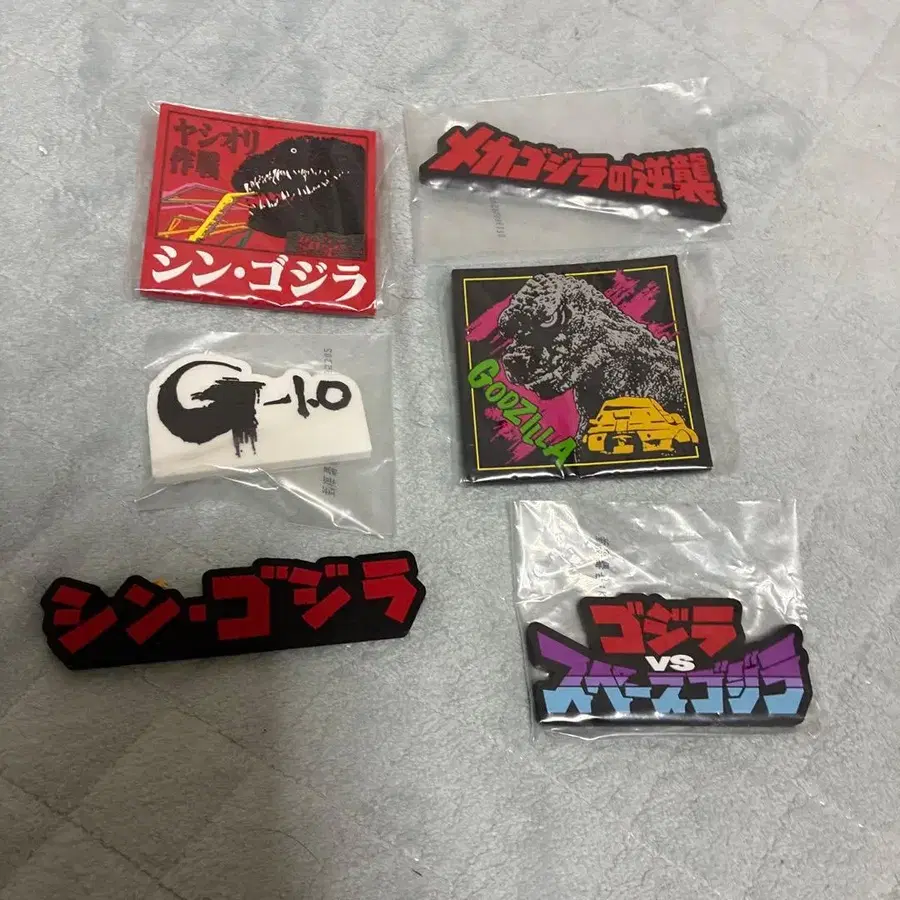 ヤシオリ
作戦
シン・ゴジラ
メカゴジラの逆襲
G-1.0
GODZILLA
シン・ゴジラ
ゴジラ
VS
スペースゴジラ